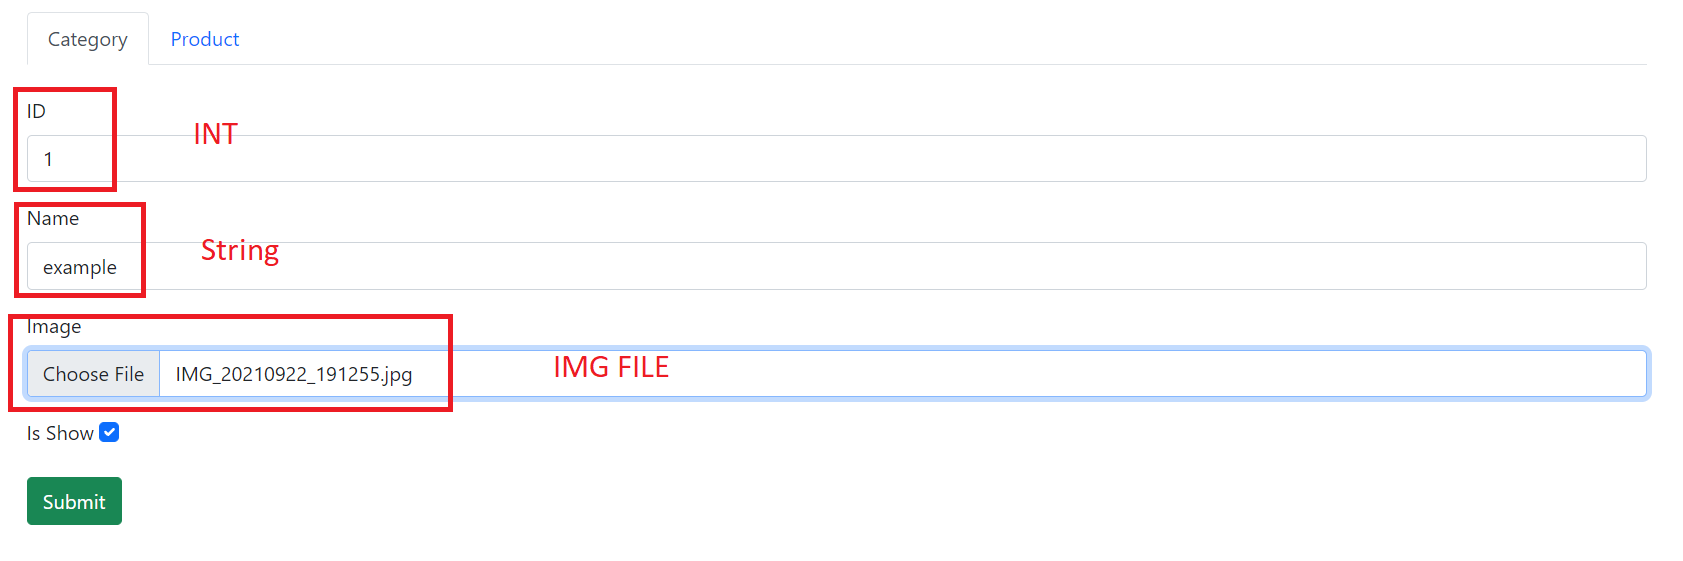 Category Product
ID
INT
1
Name
String
example
Image
Choose File IMG_20210922_191255.jpg
IMG FILE
Is Show
Submit